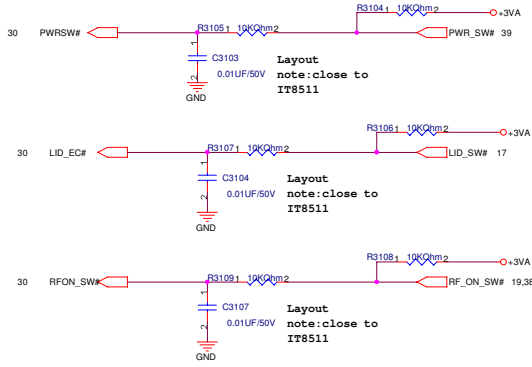 R3104 1 10KOhm 2 +3VA
30 PWRSW# R3105 1 10KOhm 2 PWR_SW# 39
1
C3103
0.01UF/50V
2
GND
Layout
note:close to
IT8511
R3106 1 10KOhm 2 +3VA
30 LID_EC# R3107 1 10KOhm 2 LID_SW# 17
1
C3104
0.01UF/50V
2
GND
Layout
note:close to
IT8511
R3108 1 10KOhm 2 +3VA
30 RFON_SW# R3109 1 10KOhm 2 RF_ON_SW# 19,38
1
C3107
0.01UF/50V
2
GND
Layout
note:close to
IT8511